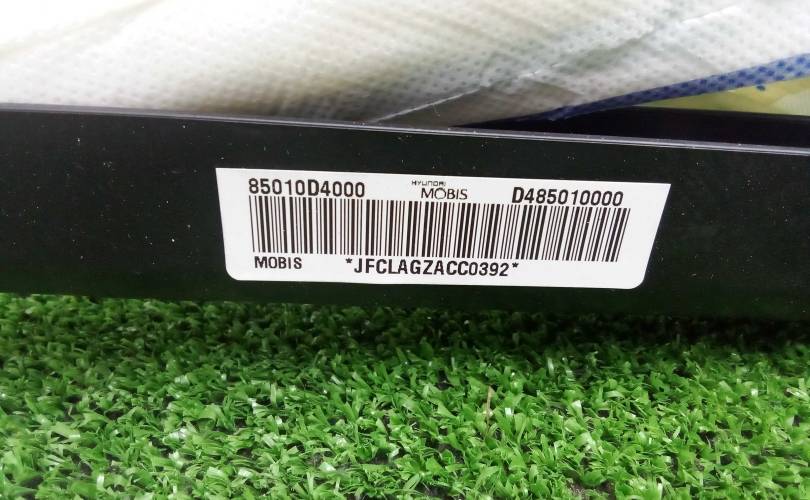 85010D4000 HYUNDAI MOBIS D485010000
MOBIS *JFCLAGZACC0392*